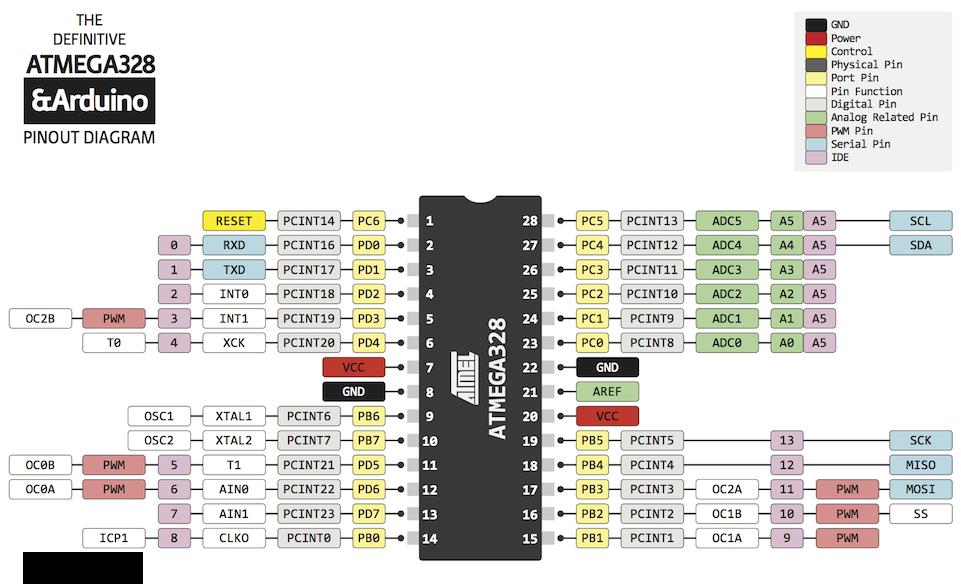 THE
DEFINITIVE
ATMEGA328
&Arduino
PINOUT DIAGRAM
GND
Power
Control
Physical Pin
Port Pin
Pin Function
Digital Pin
Analog Related Pin
PWM Pin
Serial Pin
IDE
RESET PCINT14 PC6 1 28 PC5 PCINT13 ADC5 A5 A5 SCL
0 RXD PCINT16 PD0 2 27 PC4 PCINT12 ADC4 A4 A5 SDA
1 TXD PCINT17 PD1 3 26 PC3 PCINT11 ADC3 A3 A5
2 INT0 PCINT18 PD2 4 25 PC2 PCINT10 ADC2 A2 A5
OC2B PWM 3 INT1 PCINT19 PD3 5 24 PC1 PCINT9 ADC1 A1 A5
T0 4 XCK PCINT20 PD4 6 23 PC0 PCINT8 ADC0 A0 A5
VCC 7 22 GND
GND 8 21 AREF
OSC1 XTAL1 PCINT6 PB6 9 20 VCC
OSC2 XTAL2 PCINT7 PB7 10 19 PB5 PCINT5 13 SCK
OC0B PWM 5 T1 PCINT21 PD5 11 18 PB4 PCINT4 12 MISO
OC0A PWM 6 AIN0 PCINT22 PD6 12 17 PB3 PCINT3 OC2A 11 PWM MOSI
7 AIN1 PCINT23 PD7 13 16 PB2 PCINT2 OC1B 10 PWM SS
ICP1 8 CLKO PCINT0 PB0 14 15 PB1 PCINT1 OC1A 9 PWM
ATMEL
ATMEGA328